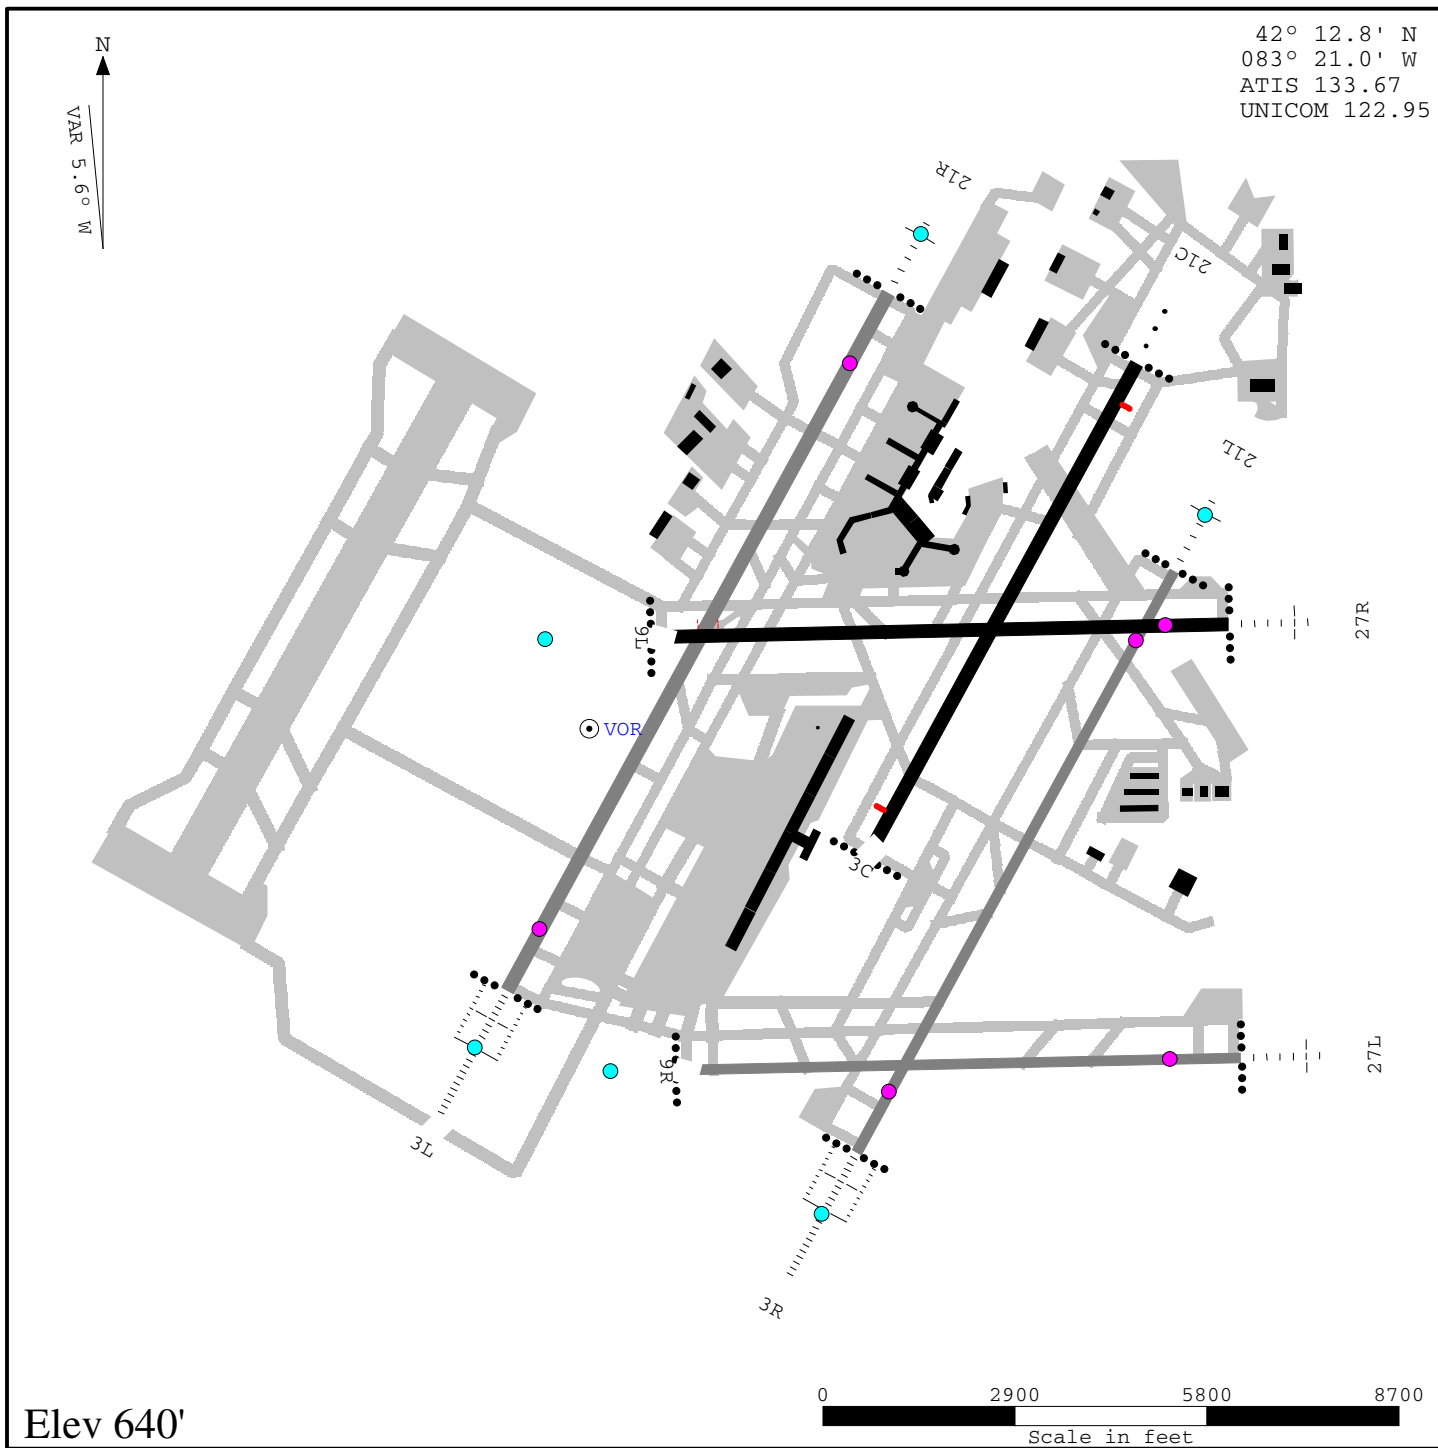 42° 12.8' N
083° 21.0' W
ATIS 133.67
UNICOM 122.95
N
VAR 5.6° W
21R
21C
21L
9L
27R
VOR
3C
9R
27L
3L
3R
0 2900 5800 8700
Scale in feet
Elev 640'